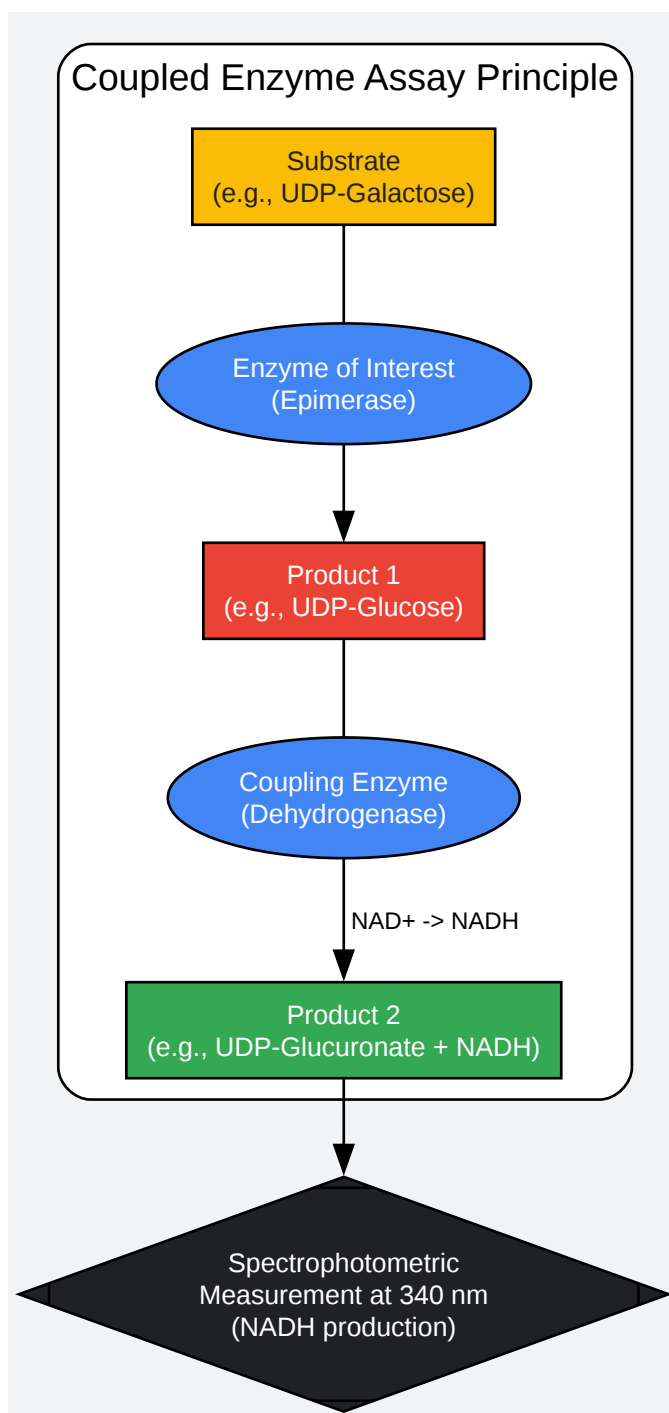 Coupled Enzyme Assay Principle
Substrate
(e.g., UDP-Galactose)
Enzyme of Interest
(Epimerase)
Product 1
(e.g., UDP-Glucose)
Coupling Enzyme
(Dehydrogenase)
NAD+ -> NADH
Product 2
(e.g., UDP-Glucuronate + NADH)
Spectrophotometric
Measurement at 340 nm
(NADH production)